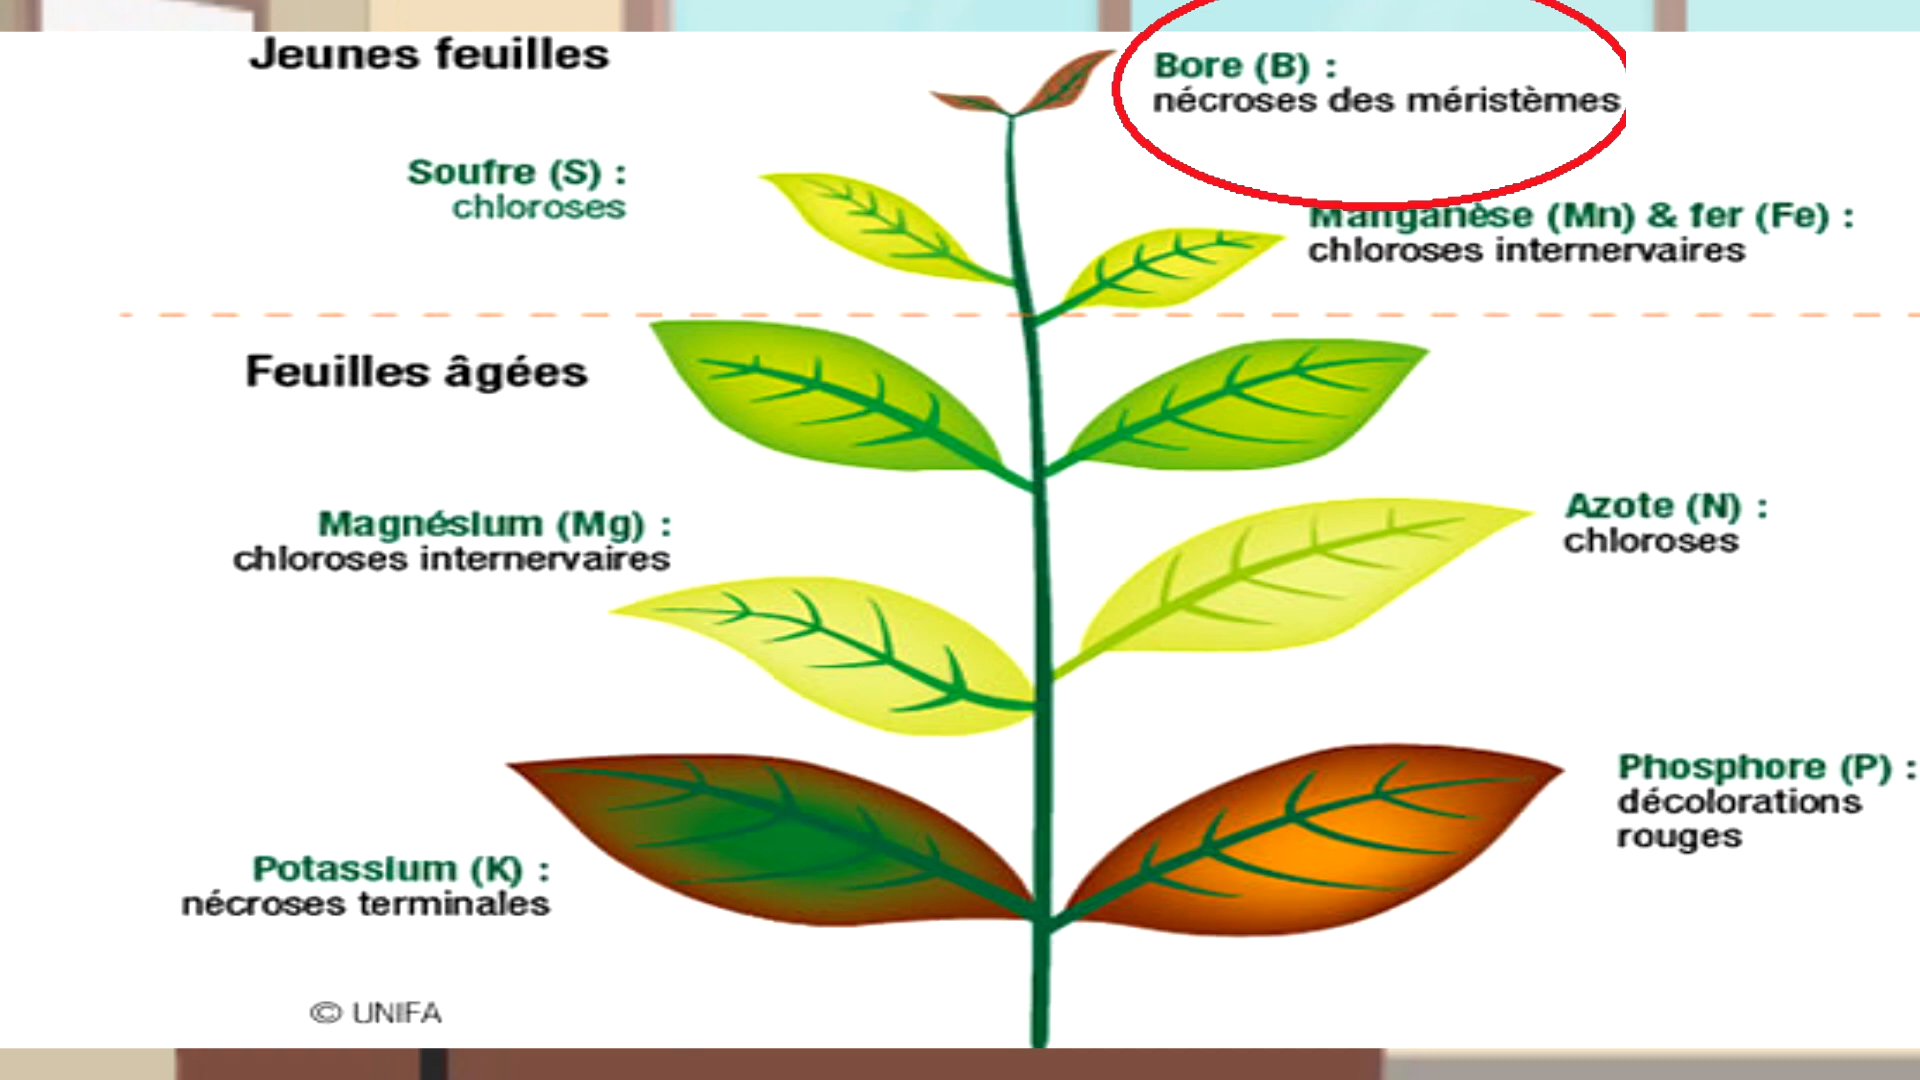 Jeunes feuilles
Bore (B) :
nécroses des méristèmes
Soufre (S) :
chloroses
Manganèse (Mn) & fer (Fe) :
chloroses internervaires
Feuilles âgées
Magnésium (Mg) :
chloroses internervaires
Azote (N) :
chloroses
Phosphore (P) :
décolorations
rouges
Potassium (K) :
nécroses terminales
© UNIFA